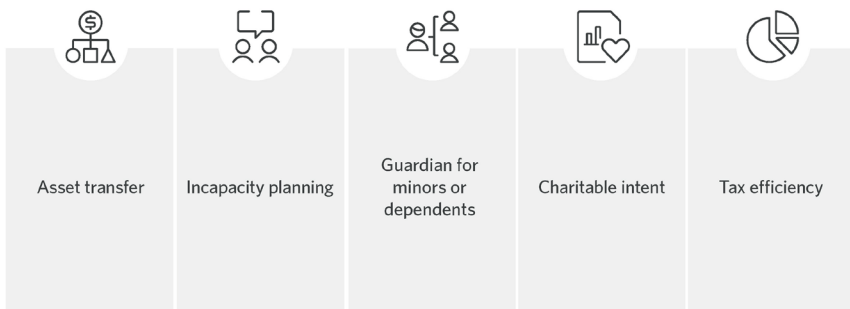 Asset transfer
Incapacity planning
Guardian for
minors or
dependents
Charitable intent
Tax efficiency